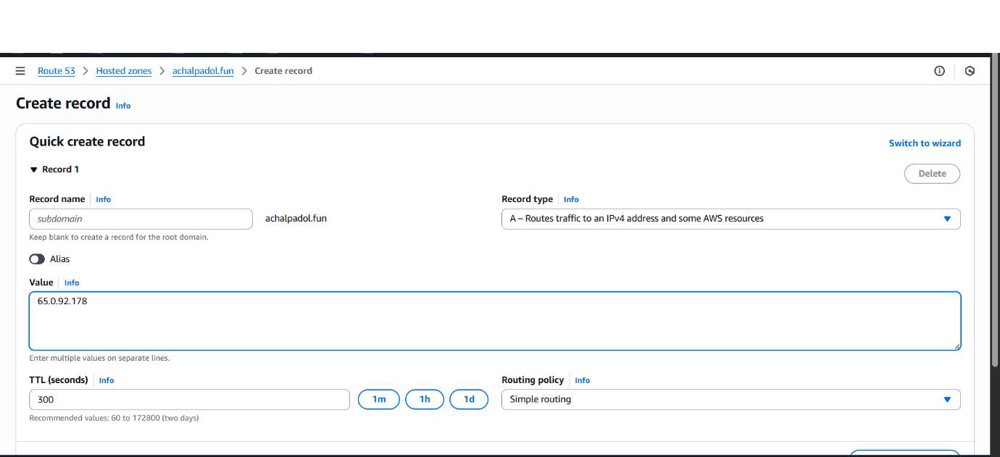 Route 53 > Hosted zones > achalpadol.fun > Create record
Create record Info
Quick create record
Switch to wizard
Record 1
Delete
Record name Info
Record type Info
subdomain
achalpadol.fun
A – Routes traffic to an IPv4 address and some AWS resources
Keep blank to create a record for the root domain.
Alias
Value Info
65.0.92.178
Enter multiple values on separate lines.
TTL (seconds) Info
Routing policy Info
300
1m
1h
1d
Simple routing
Recommended values: 60 to 172800 (two days)